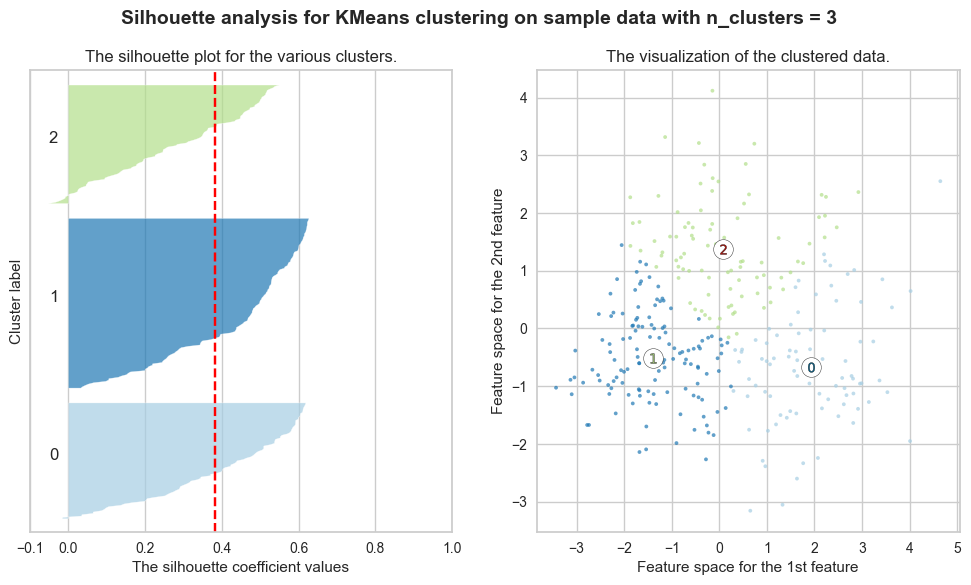 Silhouette analysis for KMeans clustering on sample data with n_clusters = 3
The silhouette plot for the various clusters.
Cluster label
2
1
0
−0.1 0.0 0.2 0.4 0.6 0.8 1.0
The silhouette coefficient values
The visualization of the clustered data.
Feature space for the 2nd feature
4
3
2
1
0
−1
−2
−3
2
1
0
−3 −2 −1 0 1 2 3 4 5
Feature space for the 1st feature